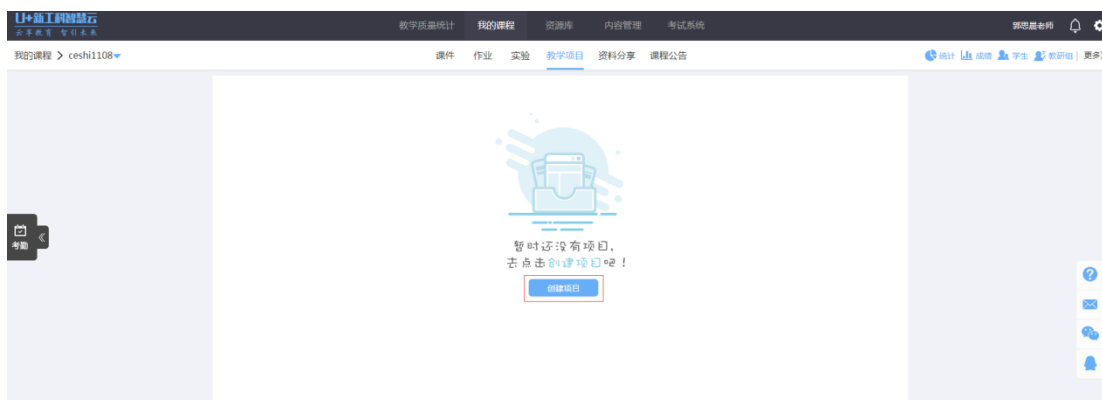 U+新工科智慧云
云享教育 智引未来
教学质量统计 我的课程 资源库 内容管理 考试系统
郭思晨老师
我的课程 > ceshi1108
课件 作业 实验 教学项目 资料分享 课程公告
统计 成绩 学生 教研组 | 更多
考勤 «
暂时还没有项目,
去点击创建项目吧!
创建项目
?